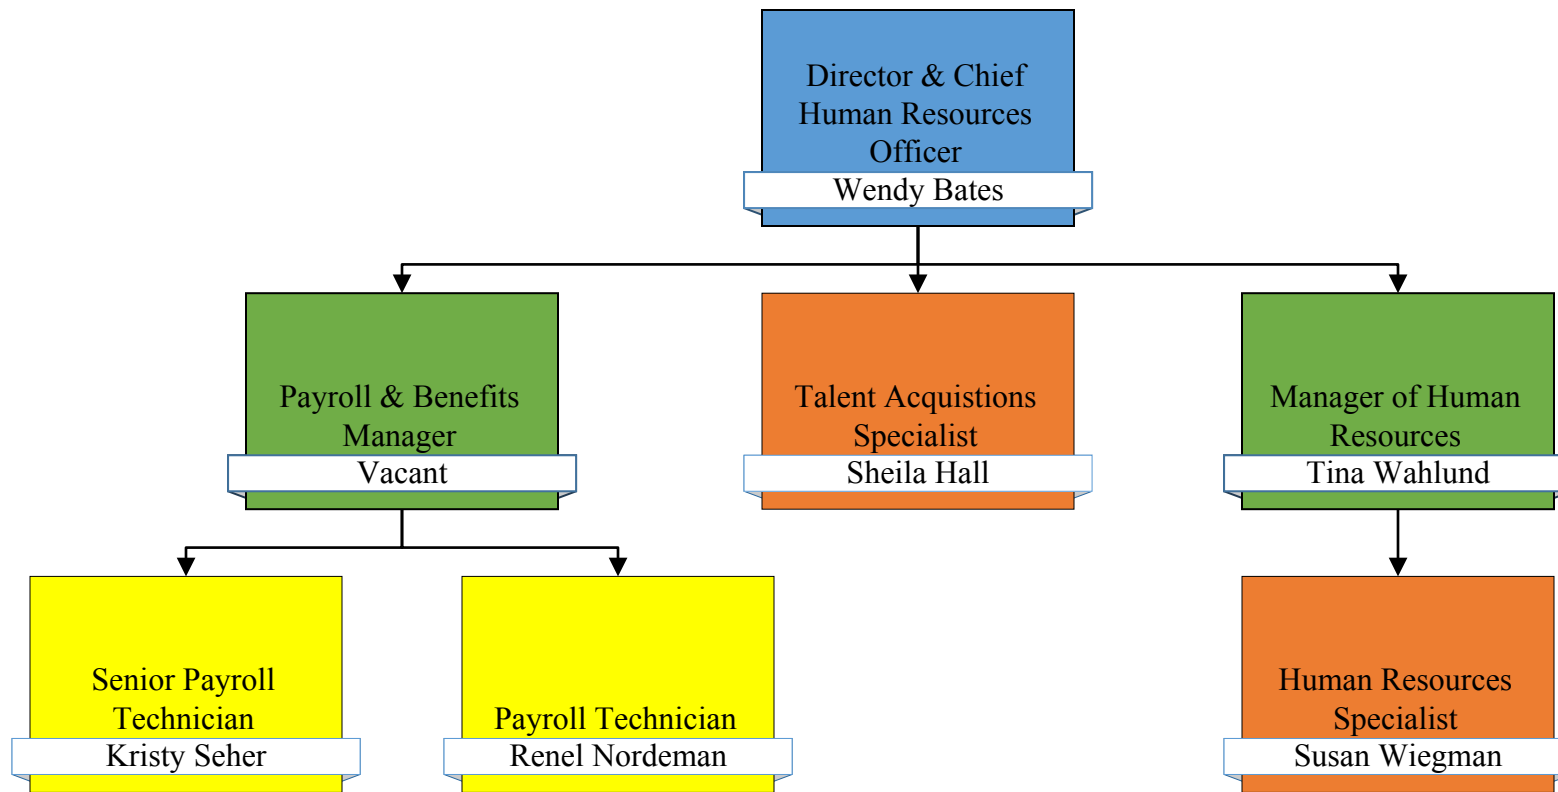 Director & Chief
Human Resources
Officer
Wendy Bates
Payroll & Benefits
Manager
Vacant
Talent Acquistions
Specialist
Sheila Hall
Manager of Human
Resources
Tina Wahlund
Senior Payroll
Technician
Kristy Seher
Payroll Technician
Renel Nordeman
Human Resources
Specialist
Susan Wiegman